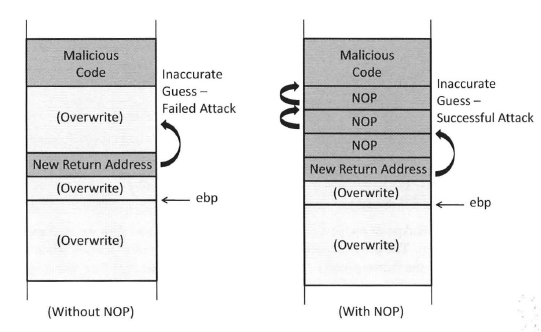 Malicious
Code
(Overwrite)
New Return Address
(Overwrite)
(Overwrite)
Inaccurate
Guess –
Failed Attack
ebp
(Without NOP)
Malicious
Code
NOP
NOP
NOP
New Return Address
(Overwrite)
(Overwrite)
Inaccurate
Guess –
Successful Attack
ebp
(With NOP)